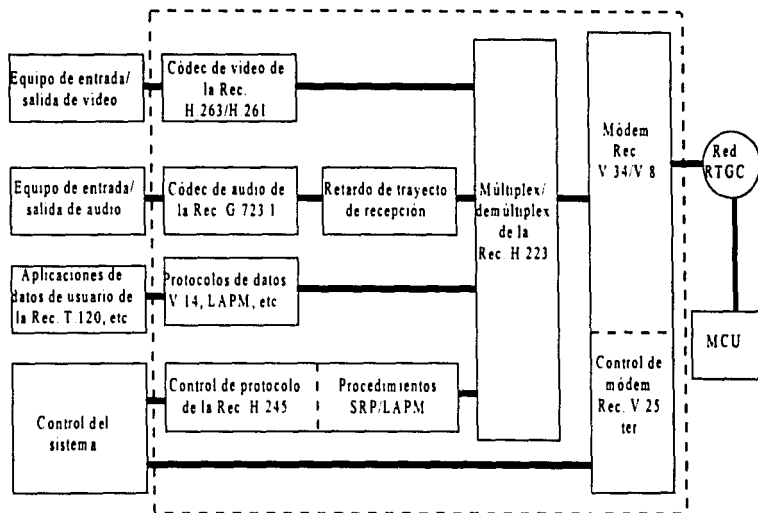 Equipo de entrada/
salida de video
Códec de video de
la Rec.
H 263/H 261
Equipo de entrada/
salida de audio
Códec de audio de
la Rec. G 723 1
Retardo de trayecto
de recepción
Múltiplex/
demúltiplex
de la
Rec. H 223
Módem
Rec.
V 34/V 8
Red
RTGC
Aplicaciones de
datos de usuario de
la Rec. T 120, etc
Protocolos de datos
V 14, LAPM, etc
MCU
Control del
sistema
Control de protocolo
de la Rec. H 245
Procedimientos
SRP/LAPM
Control de
módem
Rec. V 25
ter